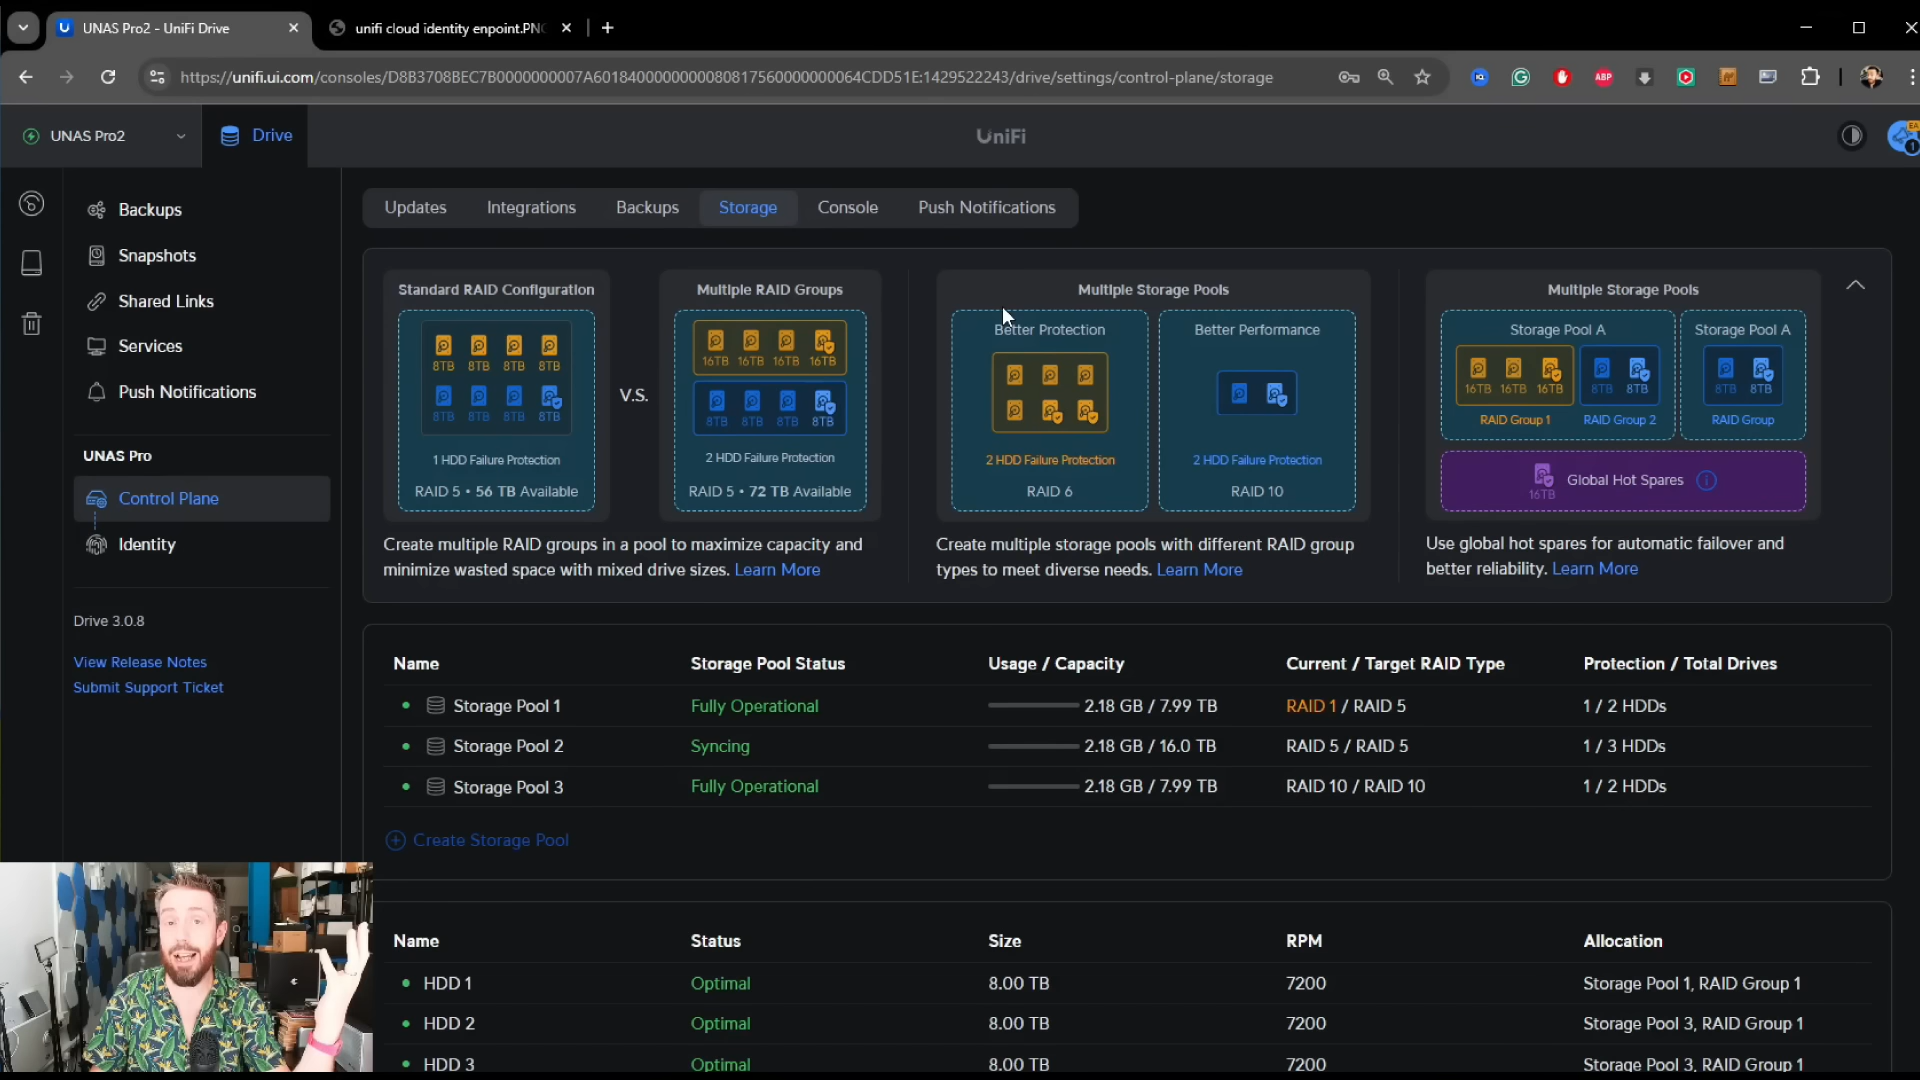 UNAS Pro2 - UniFi Drive
unifi cloud identity enpoint.PN
https://unifi.ui.com/consoles/D8B3708BEC7B0000000007A6018400000000080817560000000064CDD51E:1429522243/drive/settings/control-plane/storage
ABP
UNAS Pro2
Drive
UniFi
EA
1
Backups
Snapshots
Shared Links
Services
Push Notifications
UNAS Pro
Control Plane
Identity
Drive 3.0.8
View Release Notes
Submit Support Ticket
Updates Integrations Backups Storage Console Push Notifications
Standard RAID Configuration
8TB 8TB 8TB 8TB
8TB 8TB 8TB 8TB
1 HDD Failure Protection
RAID 5 • 56 TB Available
V.S.
Multiple RAID Groups
16TB 16TB 16TB 16TB
8TB 8TB 8TB 8TB
2 HDD Failure Protection
RAID 5 • 72 TB Available
Create multiple RAID groups in a pool to maximize capacity and
minimize wasted space with mixed drive sizes. Learn More
Multiple Storage Pools
Better Protection
2 HDD Failure Protection
RAID 6
Better Performance
2 HDD Failure Protection
RAID 10
Create multiple storage pools with different RAID group
types to meet diverse needs. Learn More
Multiple Storage Pools
Storage Pool A
16TB 16TB 16TB 8TB 8TB
RAID Group 1 RAID Group 2
Storage Pool A
8TB 8TB
RAID Group
16TB
Global Hot Spares
Use global hot spares for automatic failover and
better reliability. Learn More
Name Storage Pool Status Usage / Capacity Current / Target RAID Type Protection / Total Drives
Storage Pool 1 Fully Operational 2.18 GB / 7.99 TB RAID 1 / RAID 5 1 / 2 HDDs
Storage Pool 2 Syncing 2.18 GB / 16.0 TB RAID 5 / RAID 5 1 / 3 HDDs
Storage Pool 3 Fully Operational 2.18 GB / 7.99 TB RAID 10 / RAID 10 1 / 2 HDDs
Create Storage Pool
Name Status Size RPM Allocation
HDD 1 Optimal 8.00 TB 7200 Storage Pool 1, RAID Group 1
HDD 2 Optimal 8.00 TB 7200 Storage Pool 3, RAID Group 1
HDD 3 Optimal 8.00 TB 7200 Storage Pool 3, RAID Group 1